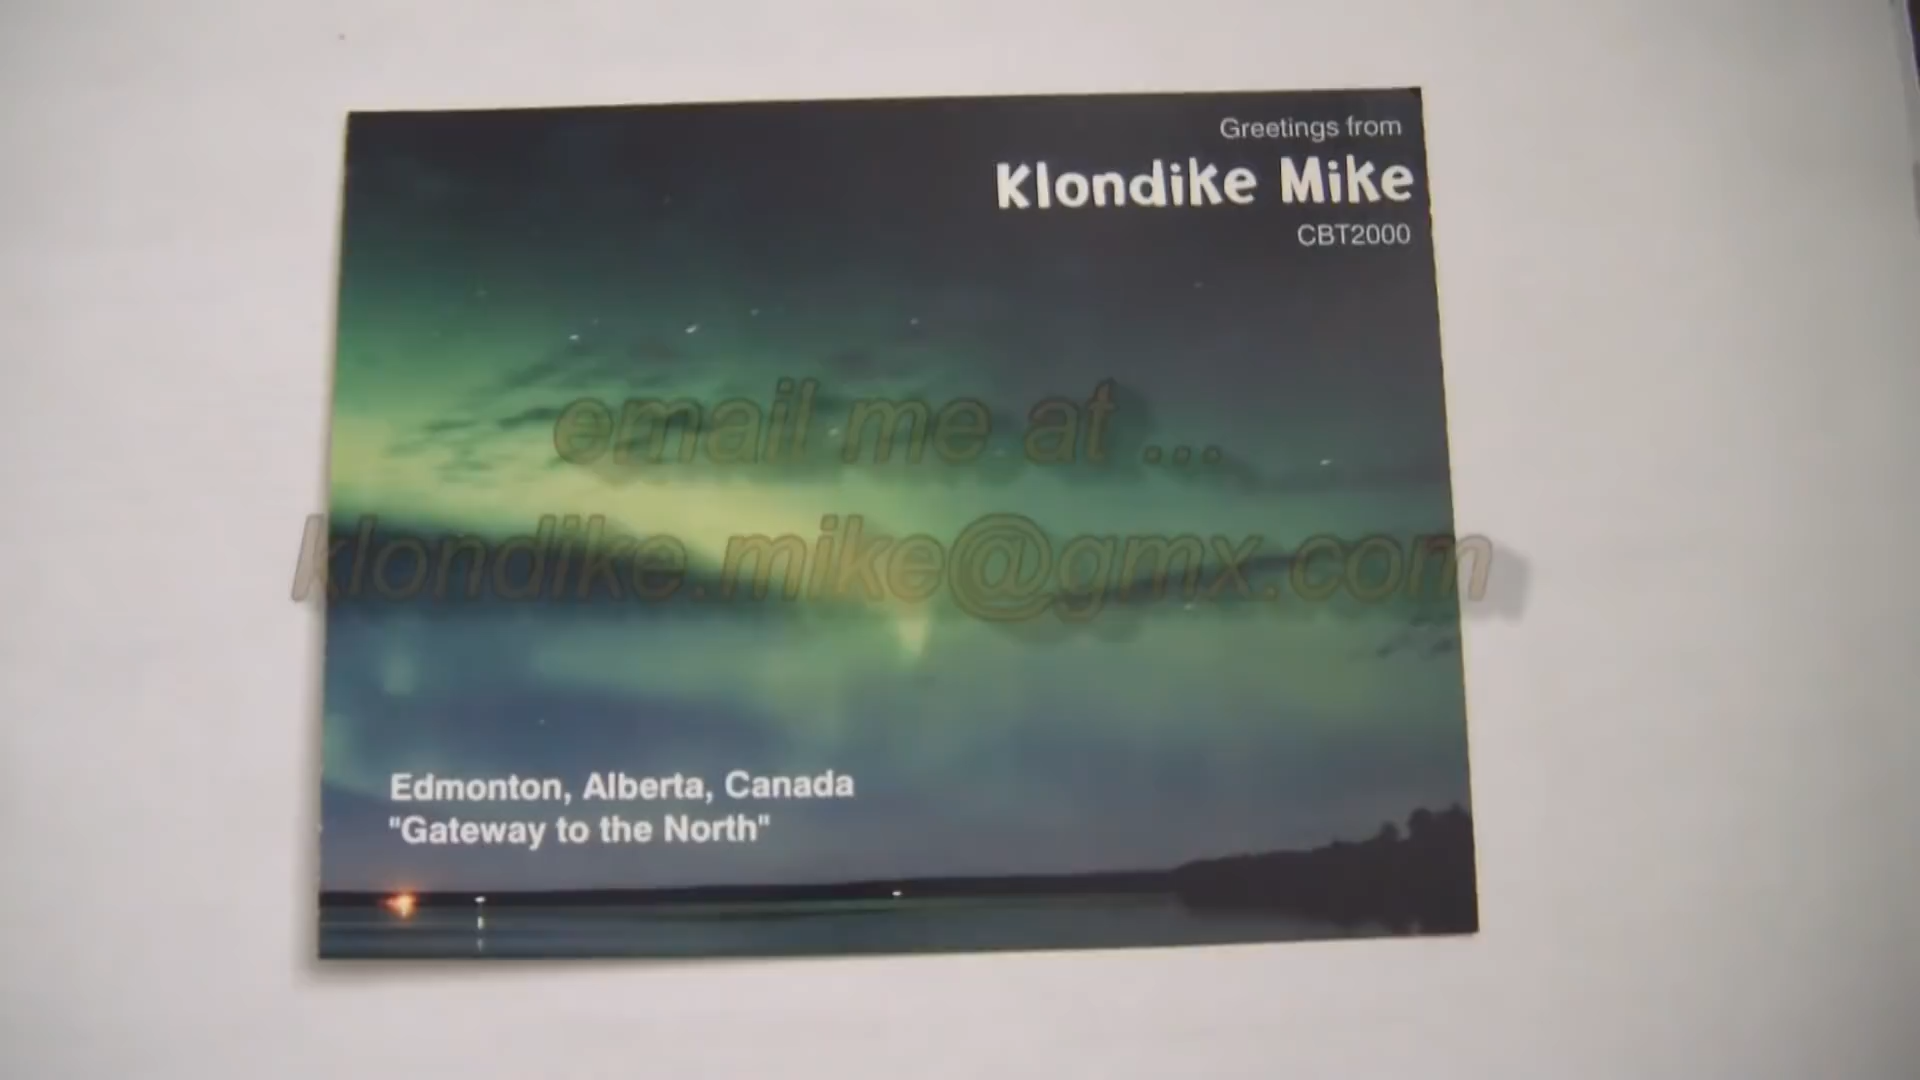 Greetings from
Klondike Mike
CBT2000
email me at ...
klondike.mike@gmx.com
Edmonton, Alberta, Canada
"Gateway to the North"